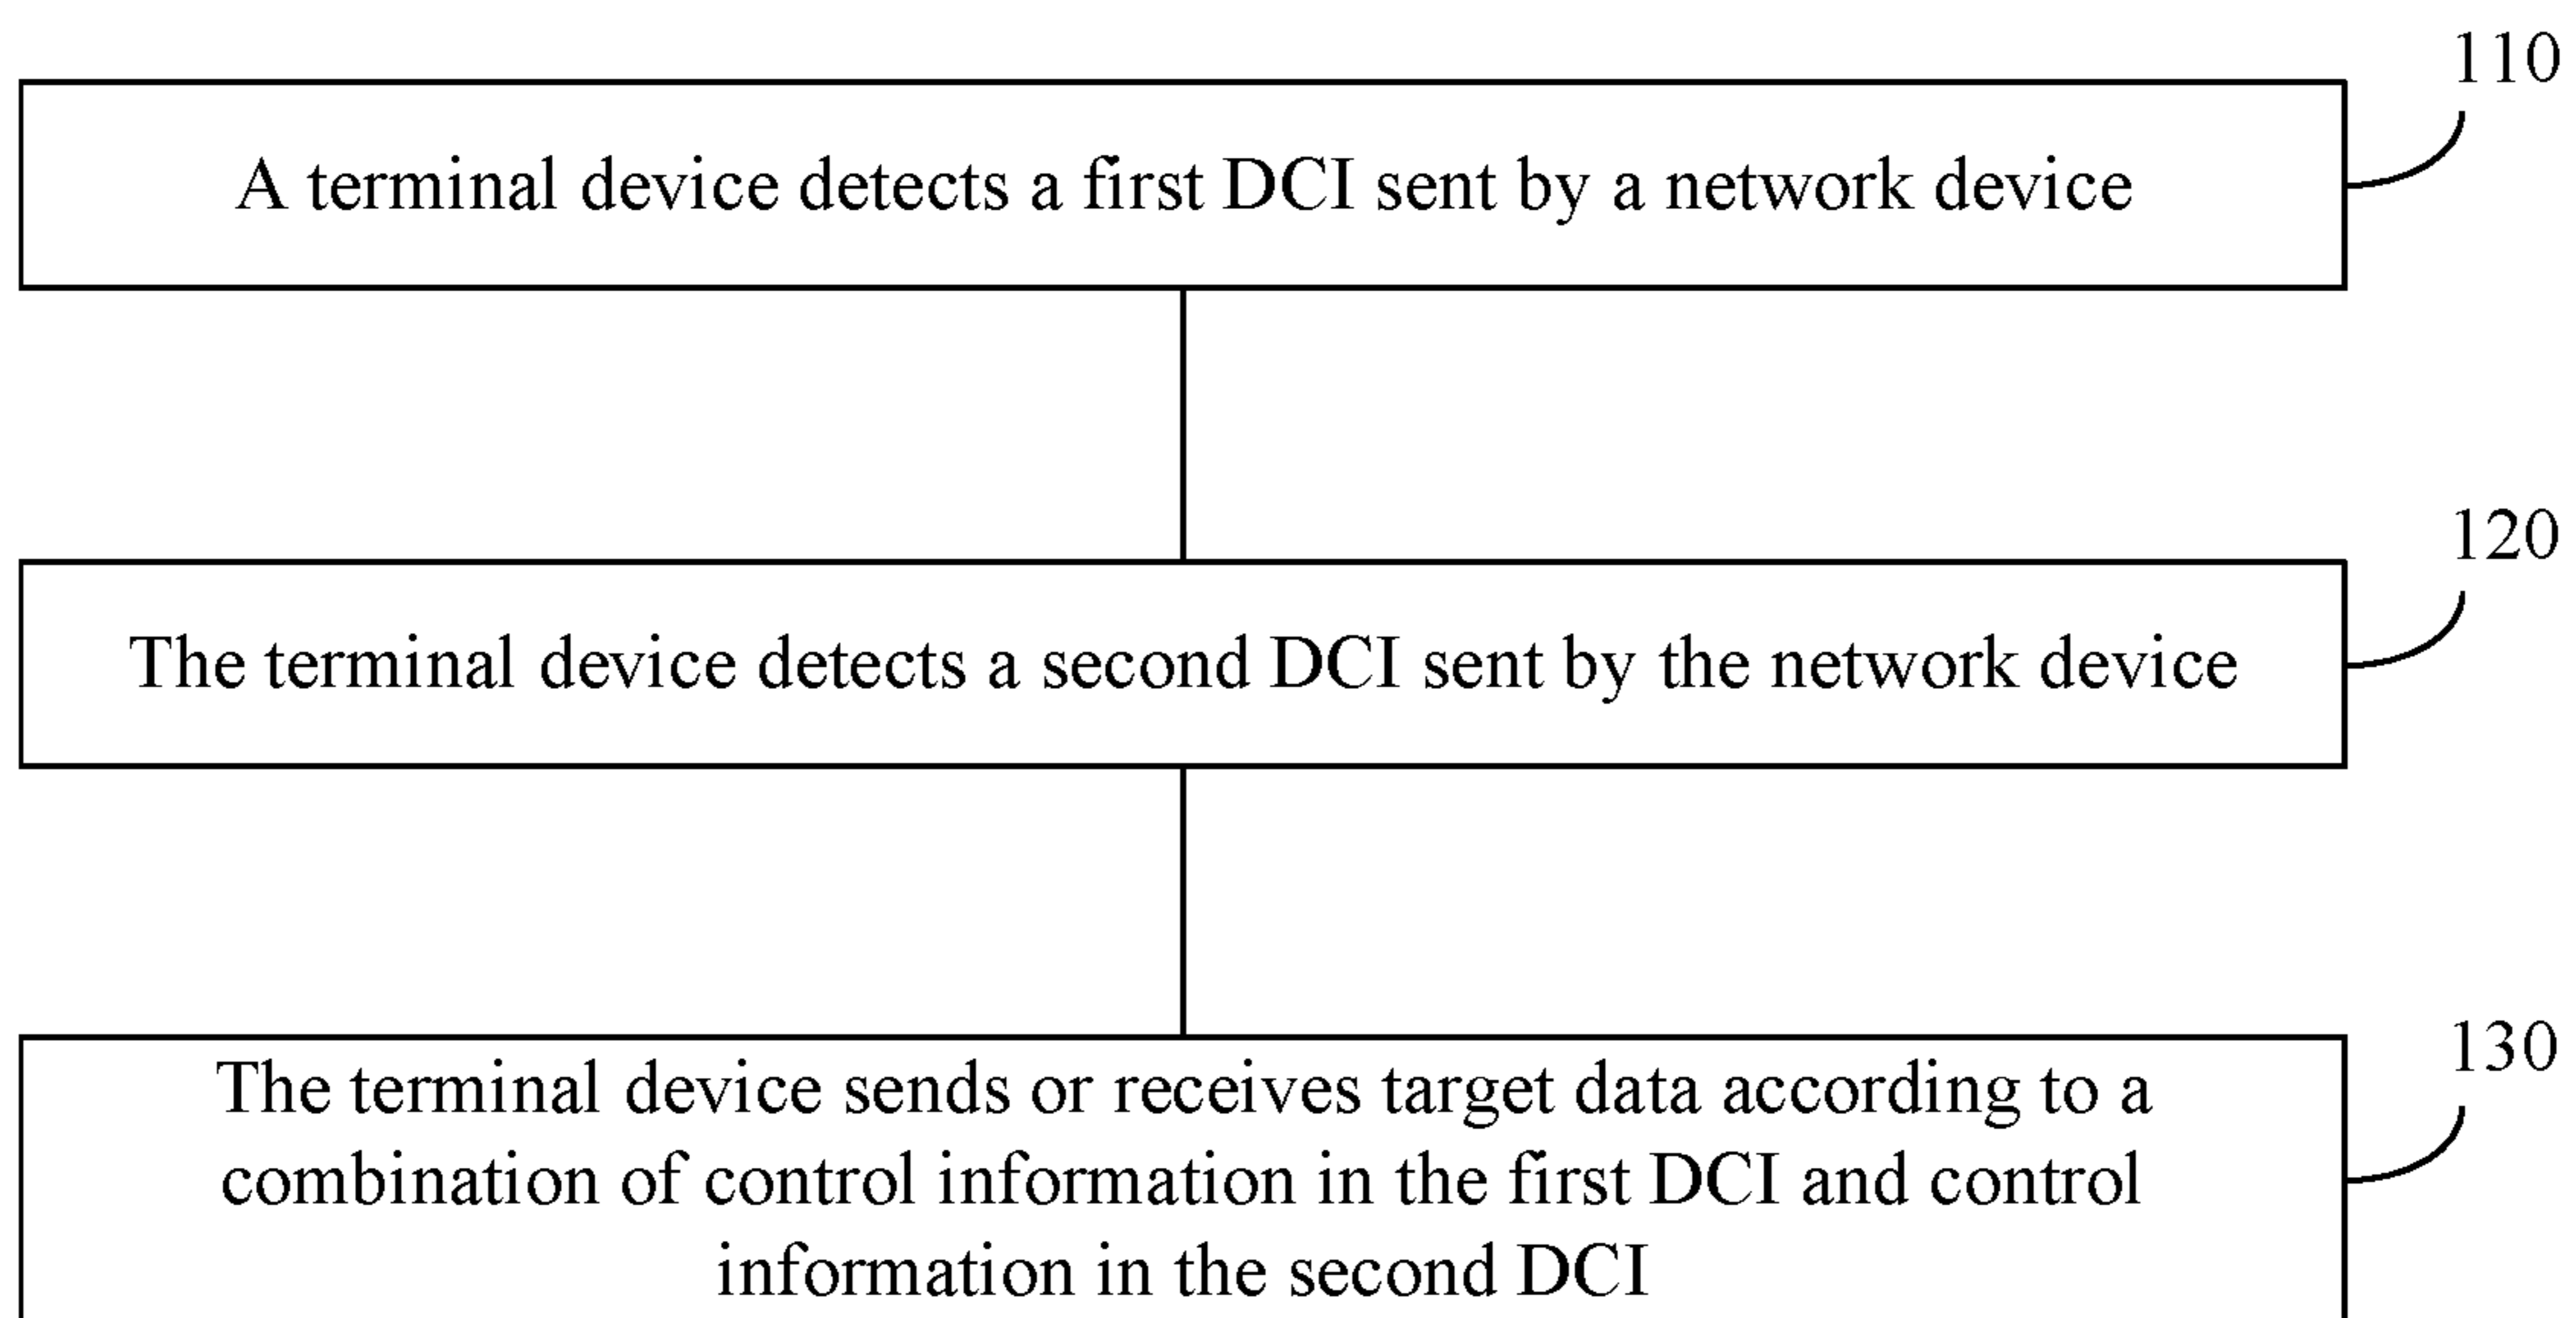 110
A terminal device detects a first DCI sent by a network device
120
The terminal device detects a second DCI sent by the network device
130
The terminal device sends or receives target data according to a
combination of control information in the first DCI and control
information in the second DCI